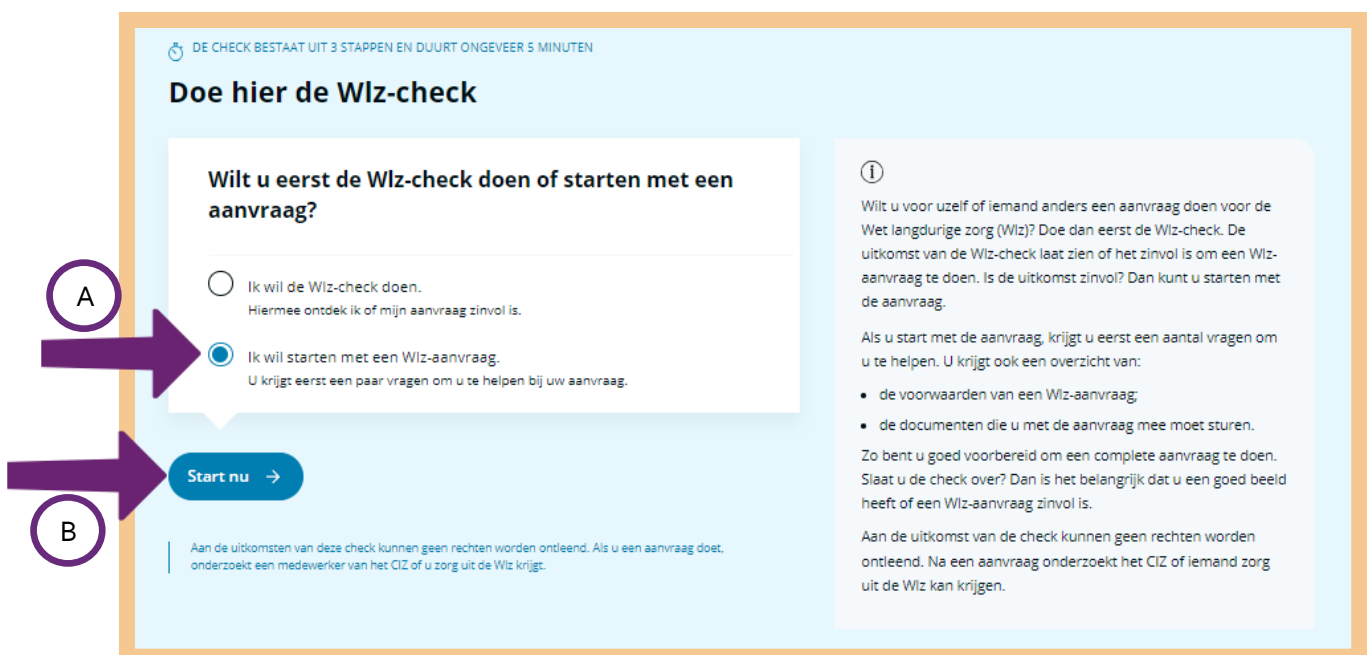 DE CHECK BESTAAT UIT 3 STAPPEN EN DUURT ONGEVEER 5 MINUTEN
Doe hier de Wlz-check
Wilt u eerst de Wlz-check doen of starten met een
aanvraag?
A
Ik wil de Wlz-check doen.
Hiermee ontdek ik of mijn aanvraag zinvol is.
Ik wil starten met een Wlz-aanvraag.
U krijgt eerst een paar vragen om u te helpen bij uw aanvraag.
Start nu →
B
Aan de uitkomsten van deze check kunnen geen rechten worden ontleend. Als u een aanvraag doet,
onderzoekt een medewerker van het CIZ of u zorg uit de Wlz krijgt.
i
Wilt u voor uzelf of iemand anders een aanvraag doen voor de
Wet langdurige zorg (Wlz)? Doe dan eerst de Wlz-check. De
uitkomst van de Wlz-check laat zien of het zinvol is om een Wlz-
aanvraag te doen. Is de uitkomst zinvol? Dan kunt u starten met
de aanvraag.
Als u start met de aanvraag, krijgt u eerst een aantal vragen om
u te helpen. U krijgt ook een overzicht van:
• de voorwaarden van een Wlz-aanvraag;
• de documenten die u met de aanvraag mee moet sturen.
Zo bent u goed voorbereid om een complete aanvraag te doen.
Slaat u de check over? Dan is het belangrijk dat u een goed beeld
heeft of een Wlz-aanvraag zinvol is.
Aan de uitkomst van de check kunnen geen rechten worden
ontleend. Na een aanvraag onderzoekt het CIZ of iemand zorg
uit de Wlz kan krijgen.